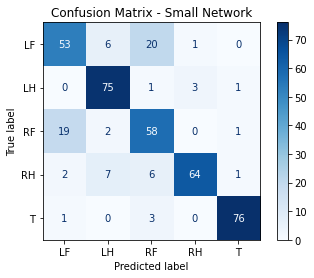 Confusion Matrix - Small Network
LF 53 6 20 1 0
LH 0 75 1 3 1
RF 19 2 58 0 1
RH 2 7 6 64 1
T 1 0 3 0 76
LF LH RF RH T
Predicted label
True label
70
60
50
40
30
20
10
0